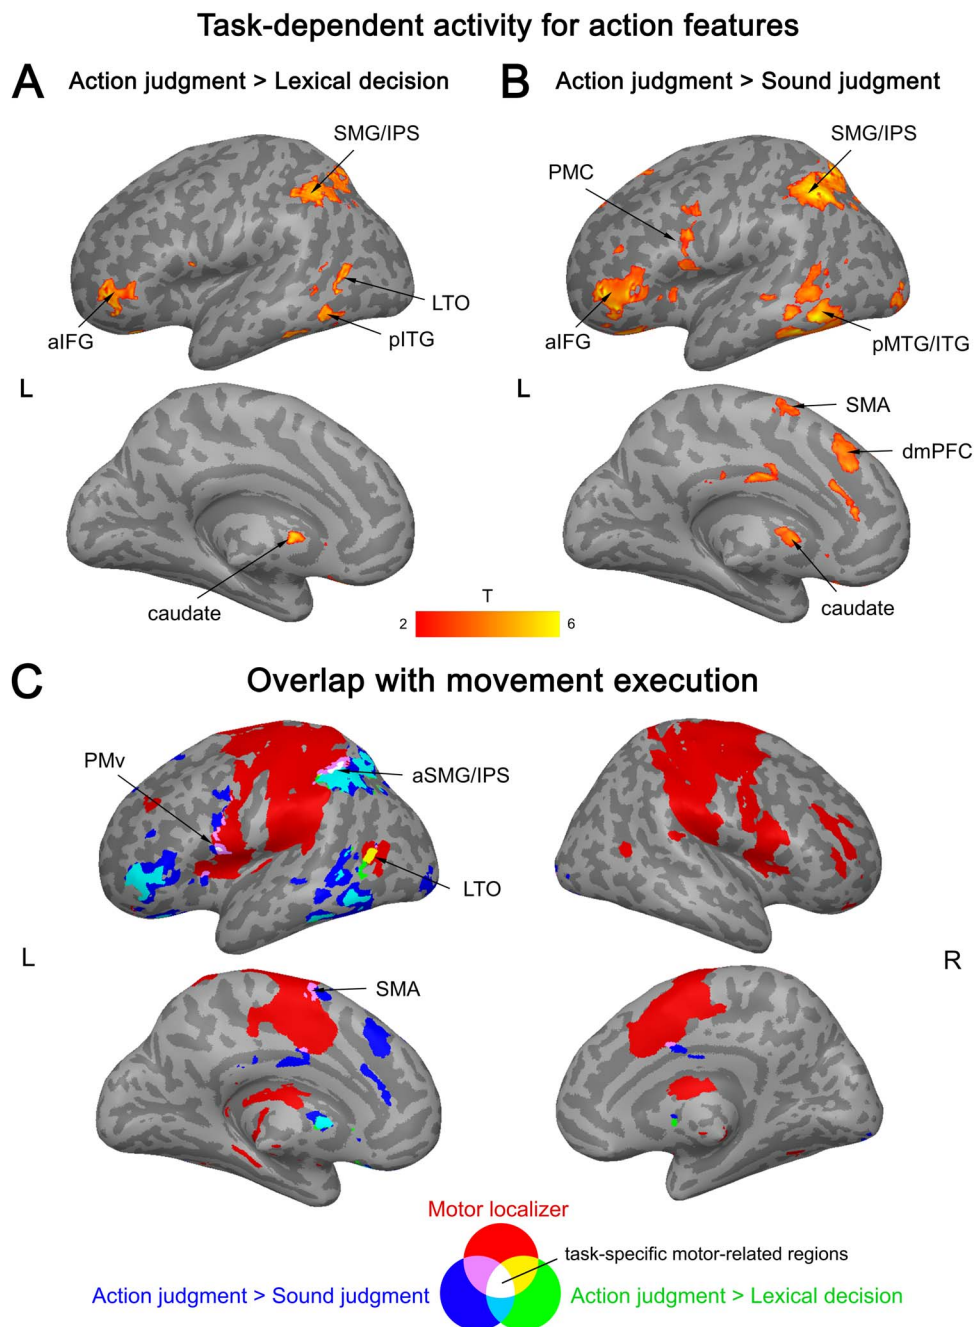 Task-dependent activity for action features
A
Action judgment > Lexical decision
B
Action judgment > Sound judgment
SMG/IPS
SMG/IPS
PMC
LTO
aIFG
pITG
aIFG
pMTG/ITG
L
L
SMA
dmPFC
caudate
caudate
T
2
6
C
Overlap with movement execution
PMv
aSMG/IPS
LTO
L
R
SMA
Motor localizer
task-specific motor-related regions
Action judgment > Sound judgment
Action judgment > Lexical decision